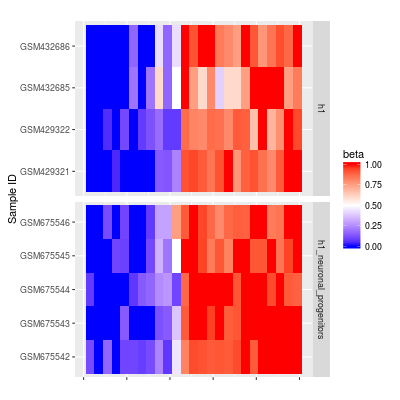 GSM432686
GSM432685
GSM429322
GSM429321
h1
GSM675546
GSM675545
GSM675544
GSM675543
GSM675542
h1_neuronal_progenitors
Sample ID
beta
1.00
0.75
0.50
0.25
0.00